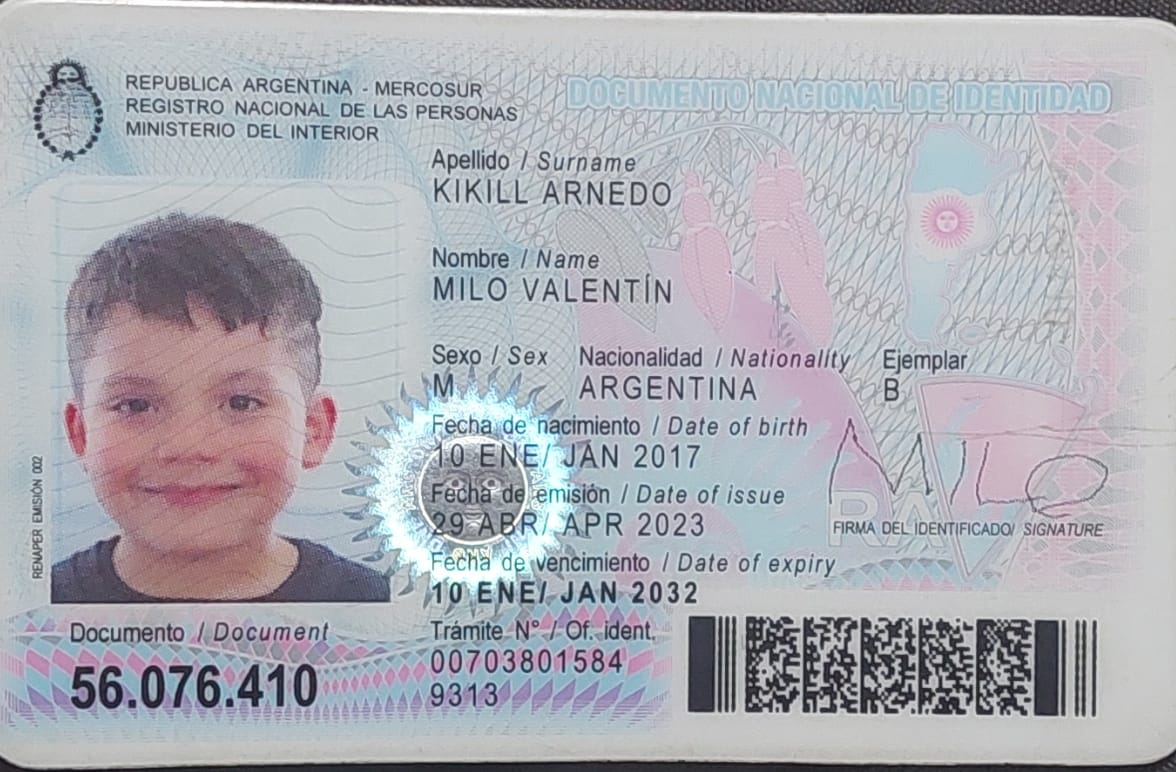 REPUBLICA ARGENTINA - MERCOSUR
REGISTRO NACIONAL DE LAS PERSONAS
MINISTERIO DEL INTERIOR
DOCUMENTO NACIONAL DE IDENTIDAD
Apellido / Surname
KIKILL ARNEDO
Nombre / Name
MILO VALENTÍN
Sexo / Sex Nacionalidad / Nationality Ejemplar
M ARGENTINA B
Fecha de nacimiento / Date of birth
10 ENE/ JAN 2017
Fecha de emisión / Date of issue
29 ABR/ APR 2023
MILO
FIRMA DEL IDENTIFICADO/ SIGNATURE
Fecha de vencimiento / Date of expiry
10 ENE/ JAN 2032
RENAPER EMISIÓN 002
Documento / Document
56.076.410
Trámite N° / Of. ident.
00703801584
9313